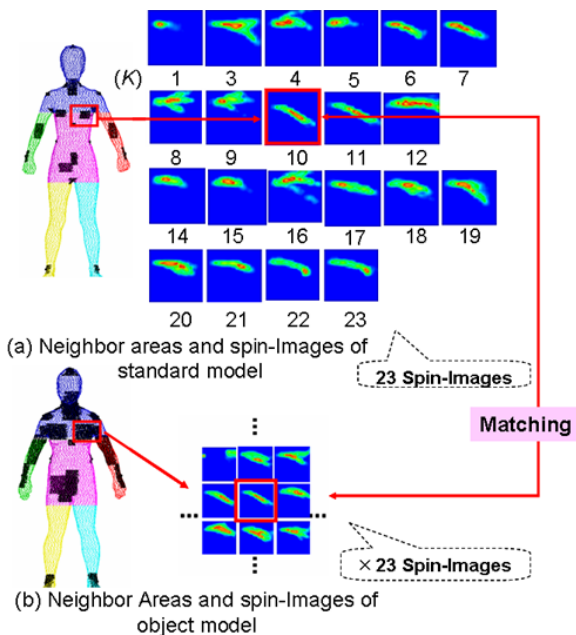 (K) 1 3 4 5 6 7
8 9 10 11 12
14 15 16 17 18 19
20 21 22 23
(a) Neighbor areas and spin-Images of
standard model
23 Spin-Images
Matching
× 23 Spin-Images
(b) Neighbor Areas and spin-Images of
object model